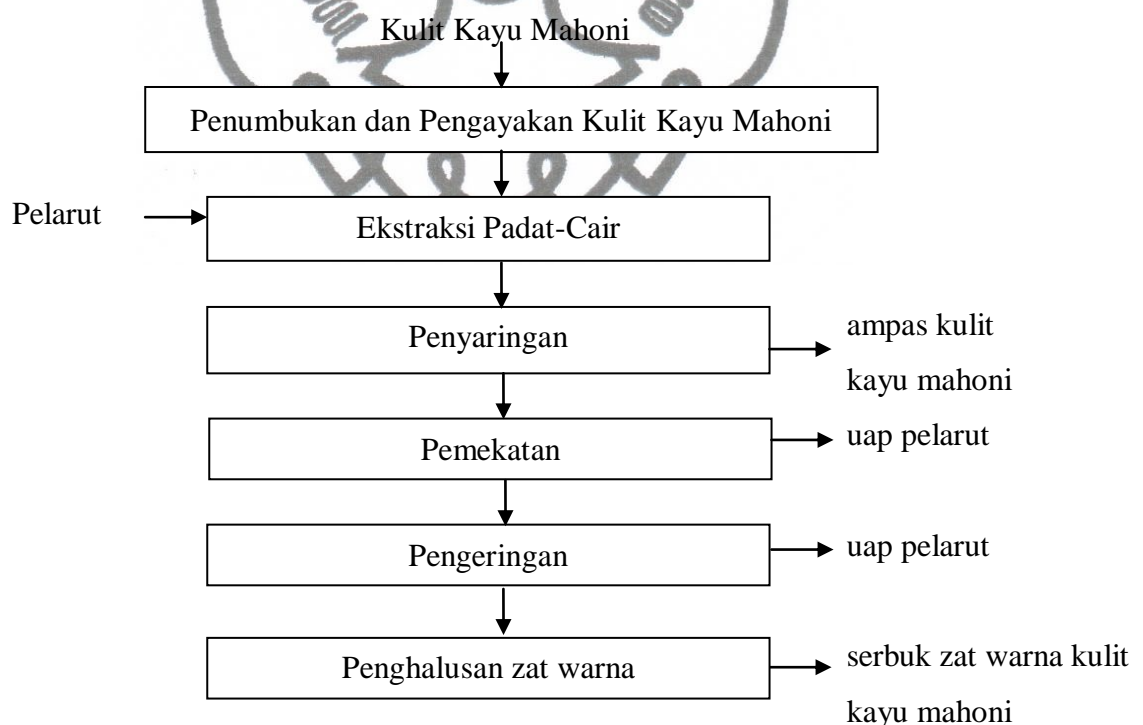 Kulit Kayu Mahoni
Penumbukan dan Pengayakan Kulit Kayu Mahoni
Pelarut
Ekstraksi Padat-Cair
Penyaringan
ampas kulit
kayu mahoni
Pemekatan
uap pelarut
Pengeringan
uap pelarut
Penghalusan zat warna
serbuk zat warna kulit
kayu mahoni